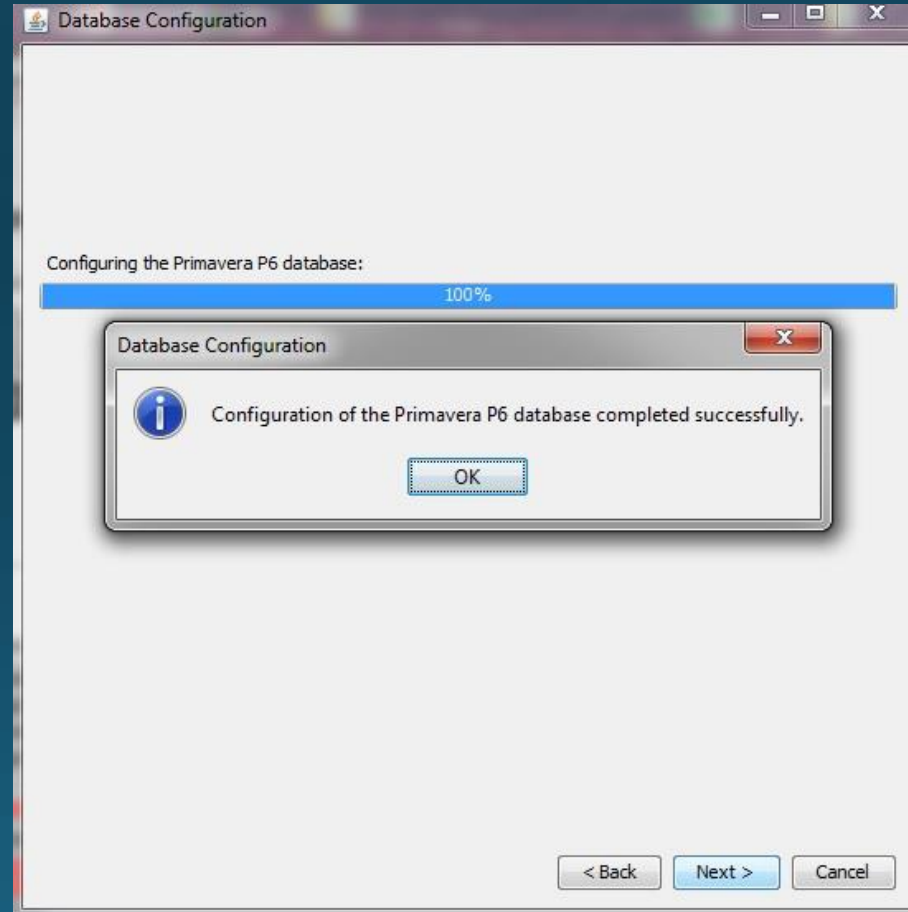 Database Configuration
Configuring the Primavera P6 database:
100%
Database Configuration
Configuration of the Primavera P6 database completed successfully.
OK
< Back Next > Cancel